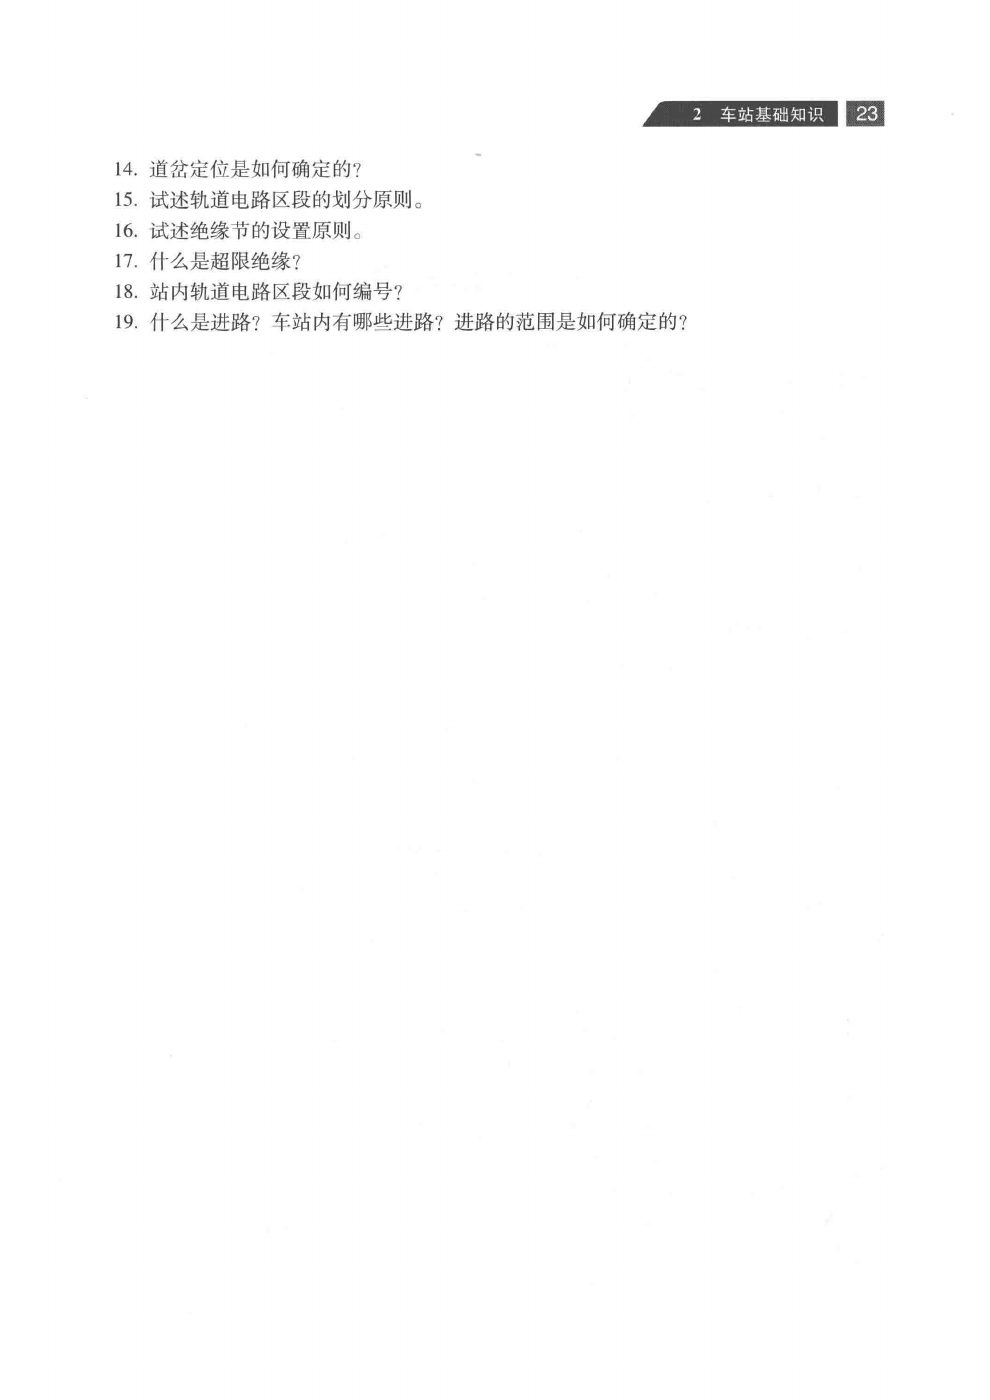 2 车站基础知识 23
14. 道岔定位是如何确定的?
15. 试述轨道电路区段的划分原则。
16. 试述绝缘节的设置原则。
17. 什么是超限绝缘?
18. 站内轨道电路区段如何编号?
19. 什么是进路? 车站内有哪些进路? 进路的范围是如何确定的?